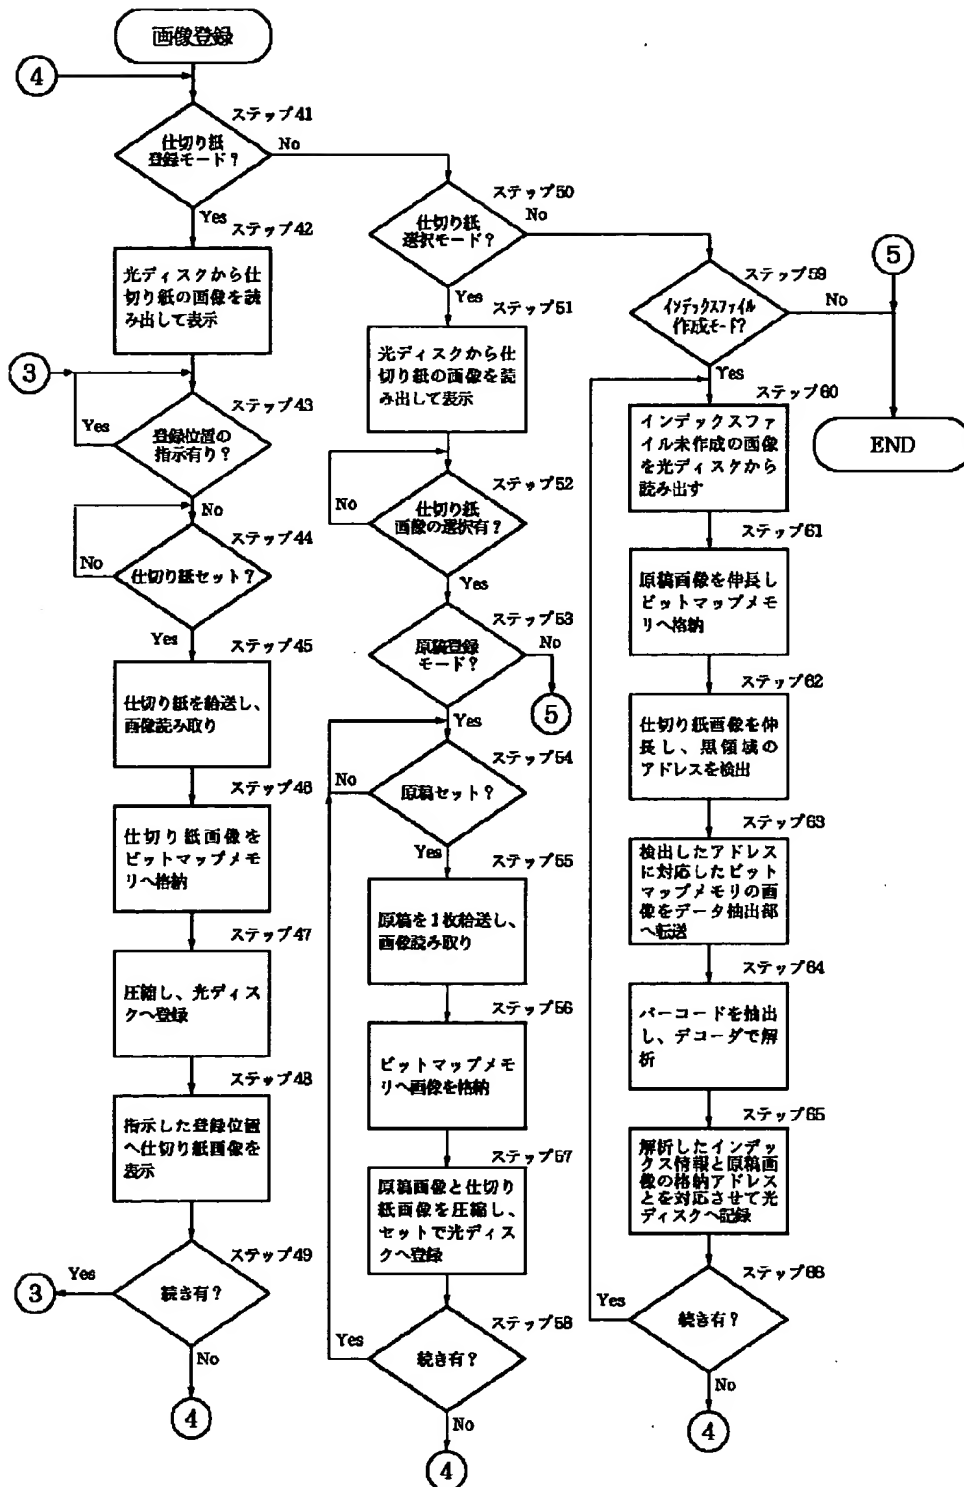 画像登録
4
ステップ41
仕切り紙
登録モード?
No
Yes
ステップ42
光ディスクから仕
切り紙の画像を読
み出して表示
3
ステップ43
Yes
登録位置の
指示有り?
No
ステップ44
No
仕切り紙セット?
Yes
ステップ45
仕切り紙を給送し、
画像読み取り
ステップ46
仕切り紙画像を
ビットマップメモ
リへ格納
ステップ47
圧縮し、光ディス
クへ登録
ステップ48
指示した登録位置
へ仕切り紙画像を
表示
ステップ49
Yes
3
続き有?
No
4
ステップ50
仕切り紙
選択モード?
No
Yes
ステップ51
光ディスクから仕
切り紙の画像を読
み出して表示
ステップ52
No
仕切り紙
画像の選択有?
Yes
ステップ53
原稿登録
モード?
No
5
Yes
ステップ54
No
原稿セット?
Yes
ステップ55
原稿を1枚給送し、
画像読み取り
ステップ56
ビットマップメモ
リへ画像を格納
ステップ57
原稿画像と仕切り
紙画像を圧縮し、
セットで光ディス
クへ登録
ステップ58
Yes
続き有?
No
4
ステップ59
インデックスファイル
作成モード?
No
5
END
Yes
ステップ60
インデックスファ
イル未作成の画像
を光ディスクから
読み出す
ステップ61
原稿画像を伸長し
ビットマップメモ
リへ格納
ステップ62
仕切り紙画像を伸
長し、黒領域の
アドレスを検出
ステップ63
検出したアドレス
に対応したビット
マップメモリの画
像をデータ抽出部
へ転送
ステップ64
バーコードを抽出
し、デコーダで解
析
ステップ65
解析したインデッ
クス情報と原稿画
像の格納アドレス
とを対応させて光
ディスクへ記録
ステップ66
Yes
続き有?
No
4